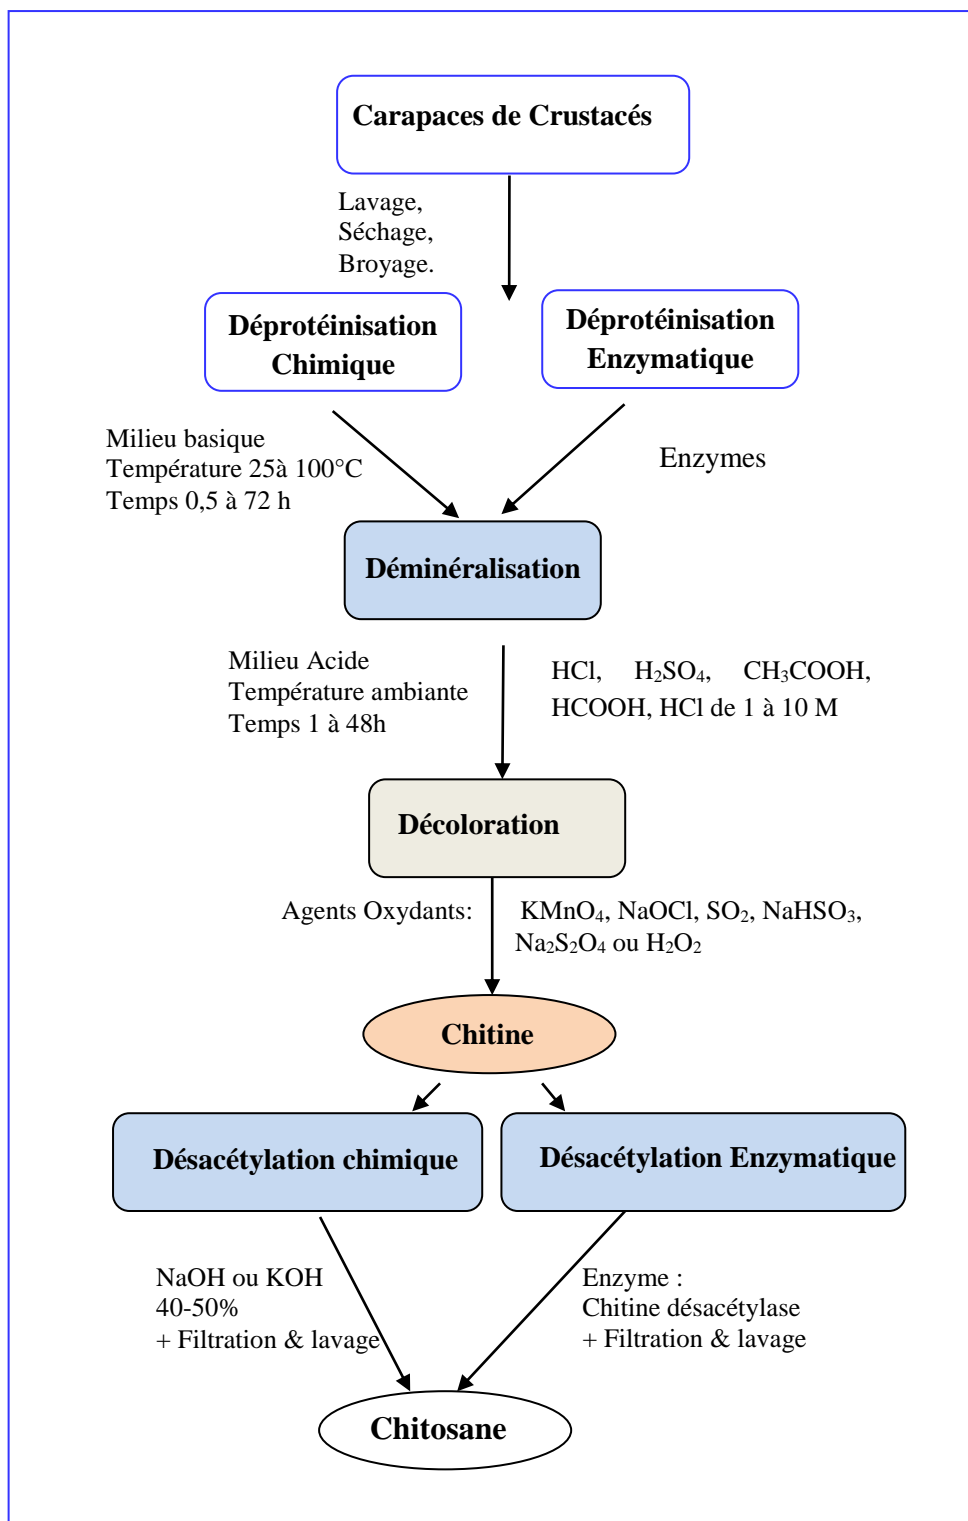 Carapaces de Crustacés
Lavage,
Séchage,
Broyage.
Déprotéinisation
Chimique
Déprotéinisation
Enzymatique
Milieu basique
Température 25à 100°C
Temps 0,5 à 72 h
Enzymes
Déminéralisation
Milieu Acide
Température ambiante
Temps 1 à 48h
HCl, H₂SO₄, CH₃COOH,
HCOOH, HCl de 1 à 10 M
Décoloration
Agents Oxydants: KMnO₄, NaOCl, SO₂, NaHSO₃,
Na₂S₂O₄ ou H₂O₂
Chitine
Désacétylation chimique
Désacétylation Enzymatique
NaOH ou KOH
40-50%
+ Filtration & lavage
Enzyme :
Chitine désacétylase
+ Filtration & lavage
Chitosane